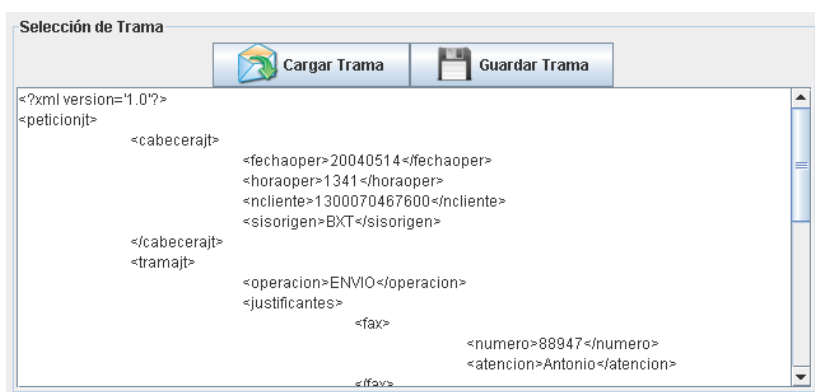 Selección de Trama
Cargar Trama Guardar Trama
<?xml version='1.0'?>
<peticionjt>
<cabecerajt>
<fechaoper>20040514</fechaoper>
<horaoper>1341</horaoper>
<ncliente>1300070467600</ncliente>
<sisorigen>BXT</sisorigen>
</cabecerajt>
<tramajt>
<operacion>ENVIO</operacion>
<justificantes>
<fax>
<numero>88947</numero>
<atencion>Antonio</atencion>
</fax>